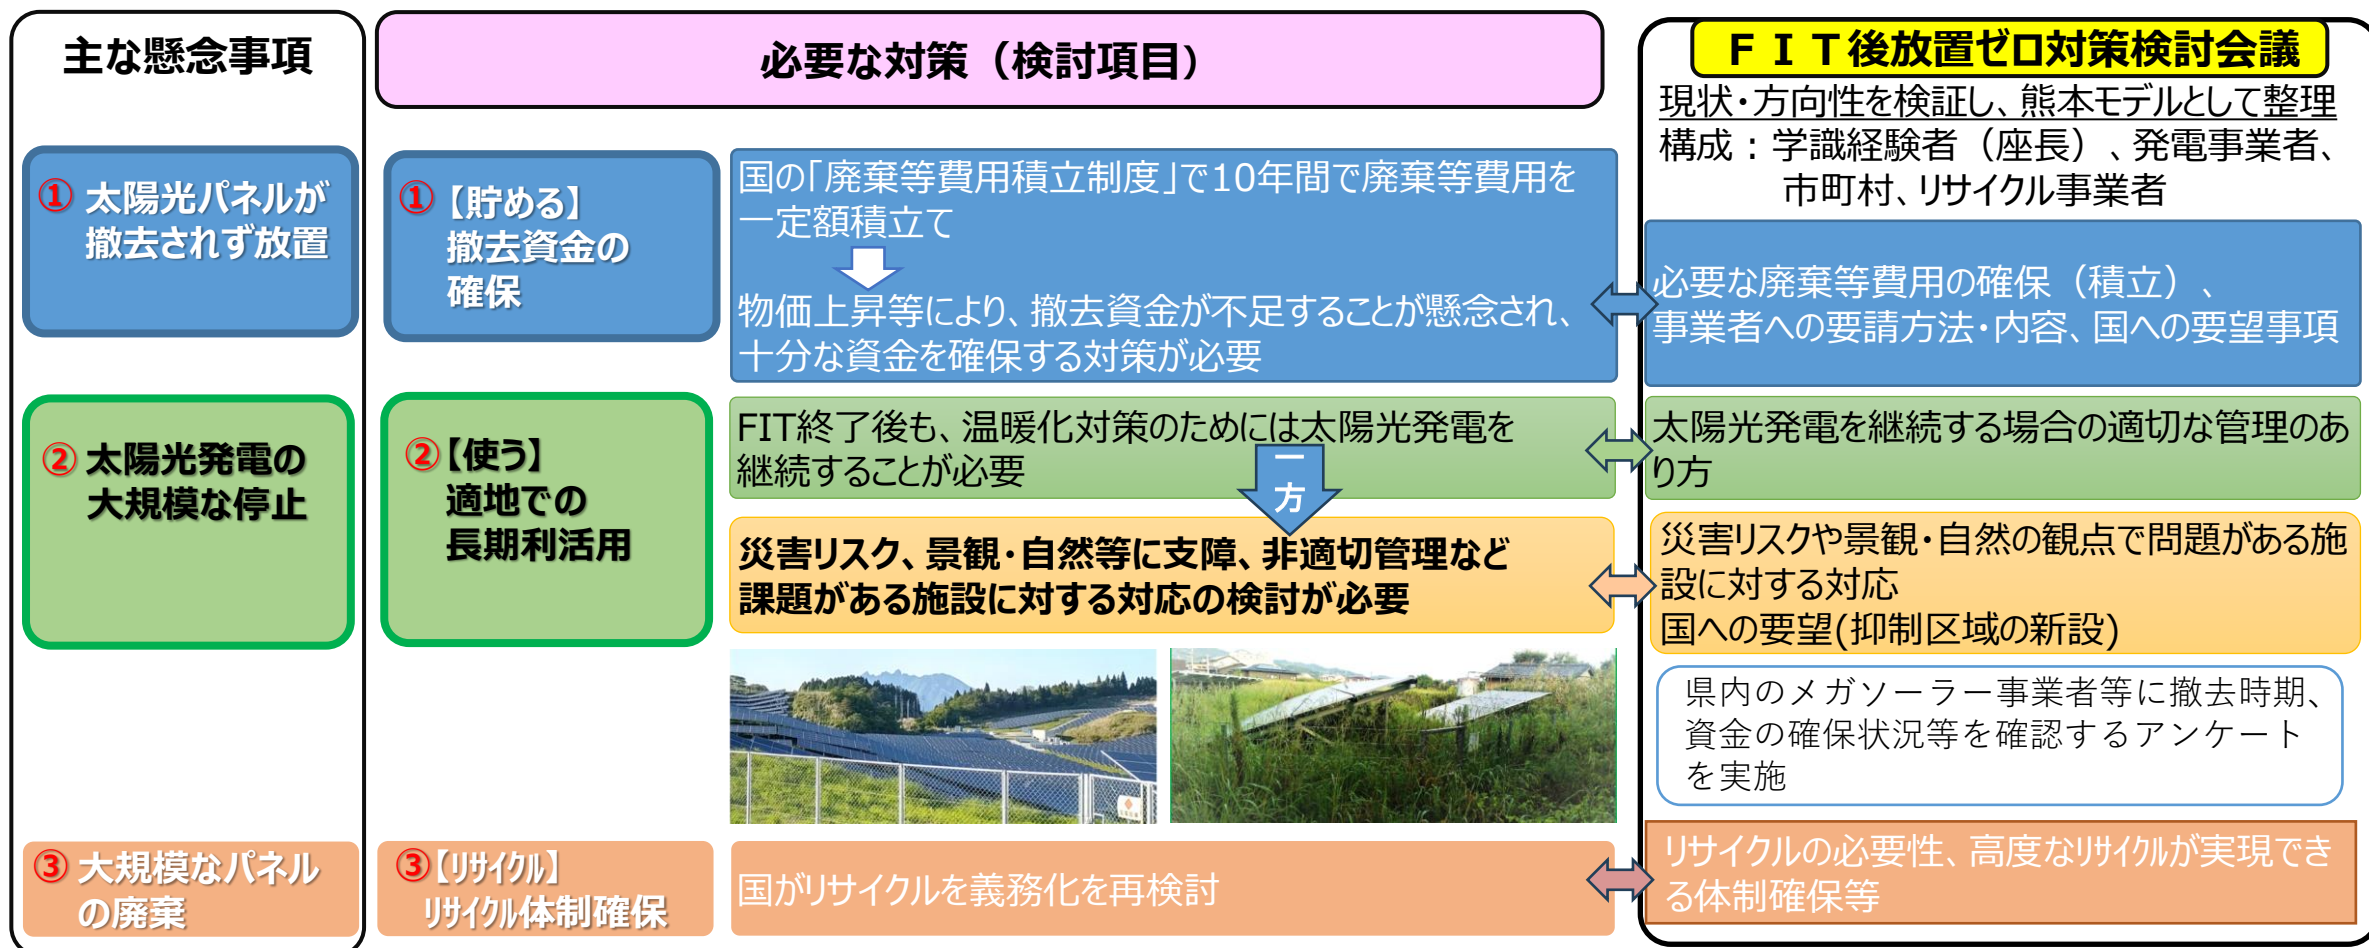 主な懸念事項
① 太陽光パネルが
撤去されず放置
② 太陽光発電の
大規模な停止
③ 大規模なパネル
の廃棄
必要な対策（検討項目）
①【貯める】
撤去資金の
確保
国の「廃棄等費用積立制度」で10年間で廃棄等費用を
一定額積立て
物価上昇等により、撤去資金が不足することが懸念され、
十分な資金を確保する対策が必要
②【使う】
適地での
長期利活用
FIT終了後も、温暖化対策のためには太陽光発電を
継続することが必要
一
方
災害リスク、景観・自然等に支障、非適切管理など
課題がある施設に対する対応の検討が必要
③【リサイクル】
リサイクル体制確保
国がリサイクルを義務化を再検討
ＦＩＴ後放置ゼロ対策検討会議
現状・方向性を検証し、熊本モデルとして整理
構成：学識経験者（座長）、発電事業者、
市町村、リサイクル事業者
必要な廃棄等費用の確保（積立）、
事業者への要請方法・内容、国への要望事項
太陽光発電を継続する場合の適切な管理のあ
り方
災害リスクや景観・自然の観点で問題がある施
設に対する対応
国への要望(抑制区域の新設)
県内のメガソーラー事業者等に撤去時期、
資金の確保状況等を確認するアンケート
を実施
リサイクルの必要性、高度なリサイクルが実現でき
る体制確保等